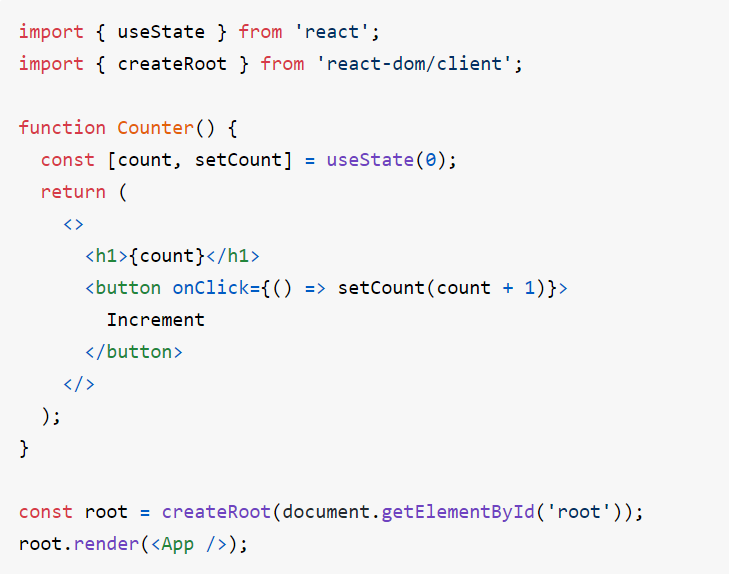 import { useState } from 'react';
import { createRoot } from 'react-dom/client';

function Counter() {
  const [count, setCount] = useState(0);
  return (
    <>
      <h1>{count}</h1>
      <button onClick={() => setCount(count + 1)}>
        Increment
      </button>
    </>
  );
}

const root = createRoot(document.getElementById('root'));
root.render(<App />);